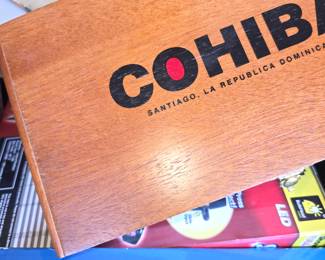 COHIBA
SANTIAGO, LA REPUBLICA DOMINICA
LED